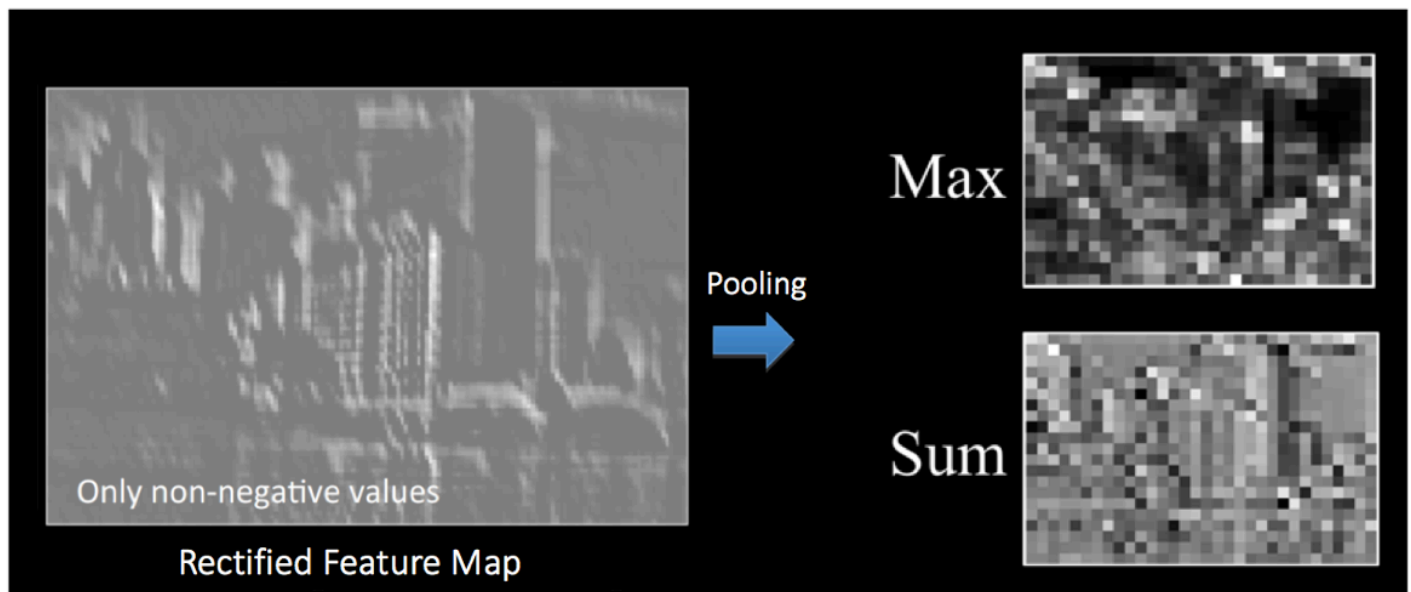 Only non-negative values
Rectified Feature Map
Pooling
Max
Sum